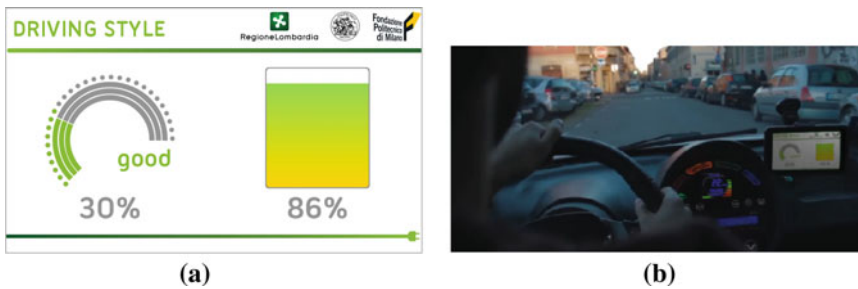 DRIVING STYLE
RegioneLombardia
Fondazione
Politecnico
di Milano
good
30%
86%
(a)
(b)